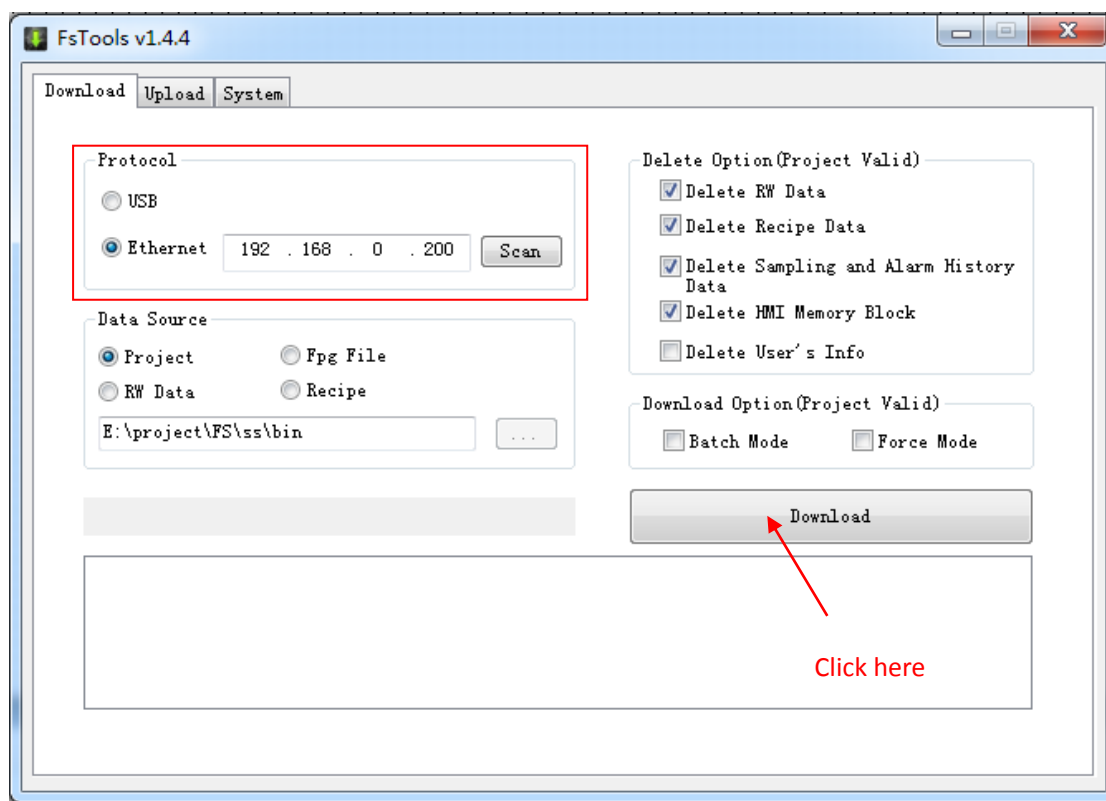 FsTools v1.4.4
Download Upload System
Protocol
USB
Ethernet 192 . 168 . 0 . 200 Scan
Data Source
Project Fpg File
RW Data Recipe
E:\project\FS\ss\bin ...
Delete Option(Project Valid)
Delete RW Data
Delete Recipe Data
Delete Sampling and Alarm History
Data
Delete HMI Memory Block
Delete User's Info
Download Option(Project Valid)
Batch Mode Force Mode
Download
Click here